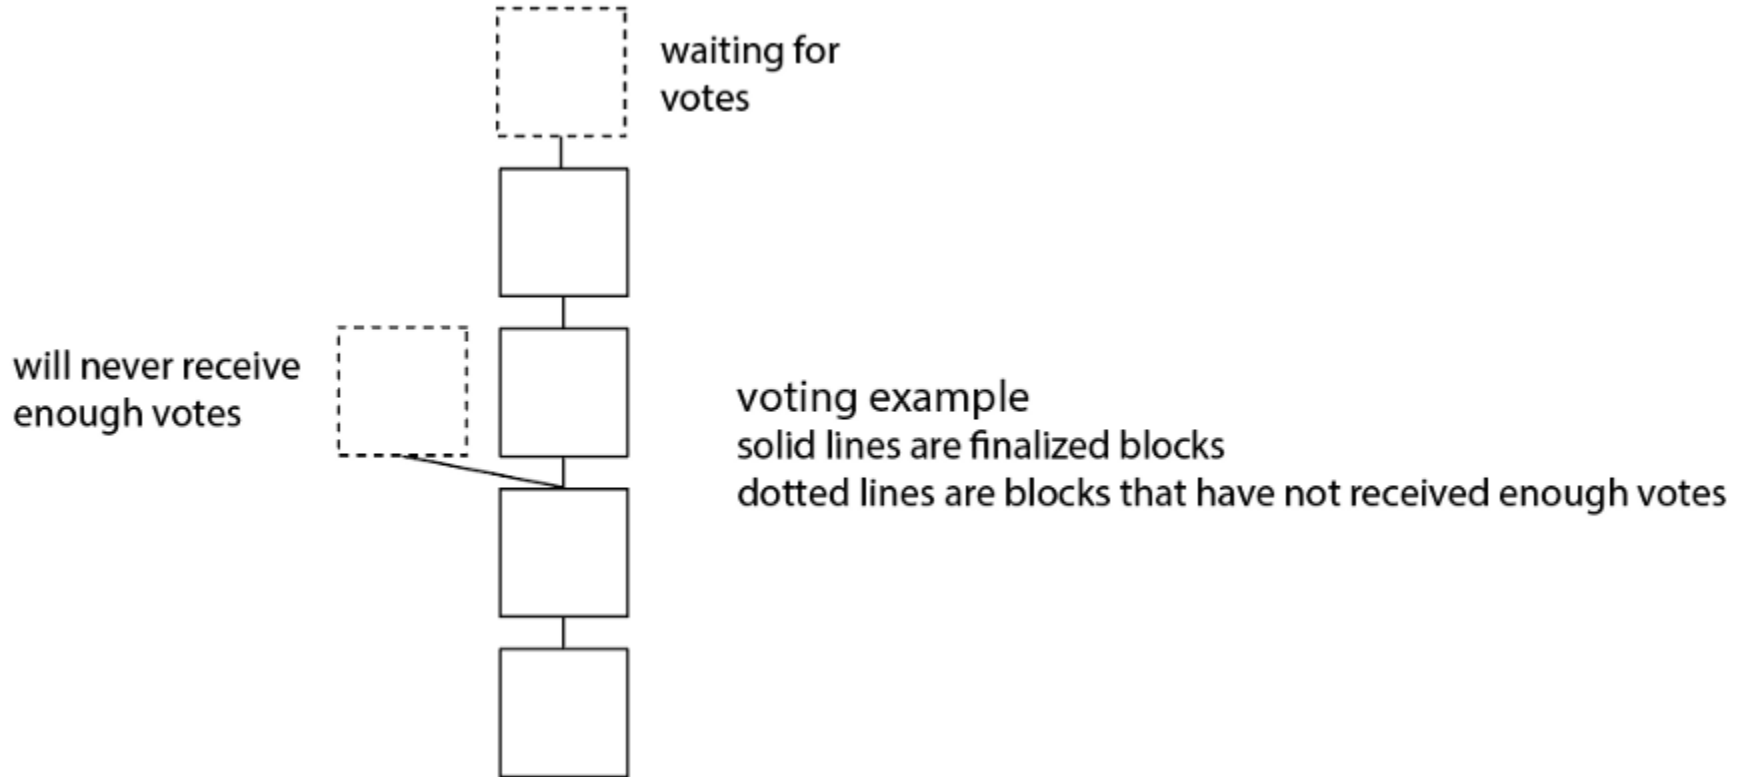 waiting for
votes
will never receive
enough votes
voting example
solid lines are finalized blocks
dotted lines are blocks that have not received enough votes